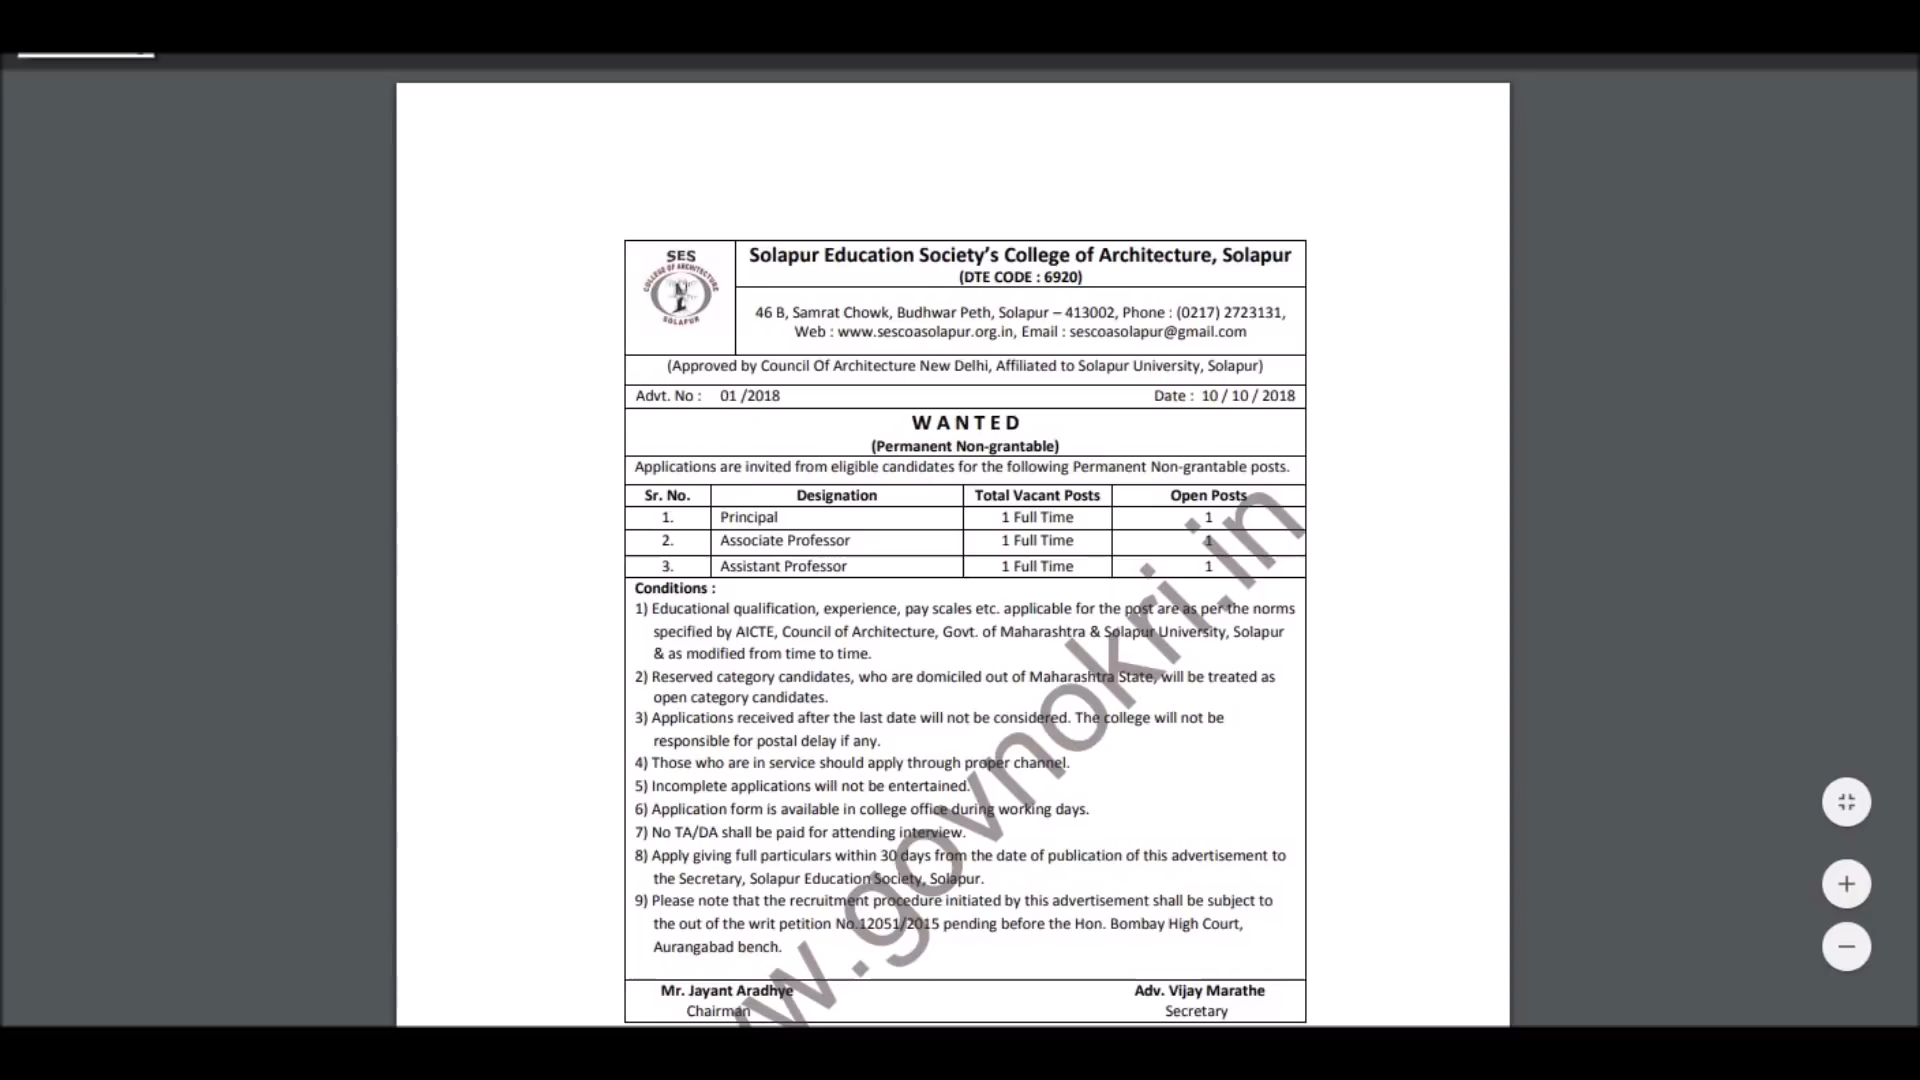 SES
COLLEGE OF ARCHITECTURE
SOLAPUR
Solapur Education Society's College of Architecture, Solapur
(DTE CODE : 6920)
46 B, Samrat Chowk, Budhwar Peth, Solapur – 413002, Phone : (0217) 2723131,
Web : www.sescoasolapur.org.in, Email : sescoasolapur@gmail.com
(Approved by Council Of Architecture New Delhi, Affiliated to Solapur University, Solapur)
Advt. No : 01 /2018 Date : 10 / 10 / 2018
WANTED
(Permanent Non-grantable)
Applications are invited from eligible candidates for the following Permanent Non-grantable posts.
Sr. No. Designation Total Vacant Posts Open Posts
1. Principal 1 Full Time 1
2. Associate Professor 1 Full Time 1
3. Assistant Professor 1 Full Time 1
Conditions :
1) Educational qualification, experience, pay scales etc. applicable for the post are as per the norms
specified by AICTE, Council of Architecture, Govt. of Maharashtra & Solapur University, Solapur
& as modified from time to time.
2) Reserved category candidates, who are domiciled out of Maharashtra State, will be treated as
open category candidates.
3) Applications received after the last date will not be considered. The college will not be
responsible for postal delay if any.
4) Those who are in service should apply through proper channel.
5) Incomplete applications will not be entertained.
6) Application form is available in college office during working days.
7) No TA/DA shall be paid for attending interview.
8) Apply giving full particulars within 30 days from the date of publication of this advertisement to
the Secretary, Solapur Education Society, Solapur.
9) Please note that the recruitment procedure initiated by this advertisement shall be subject to
the out of the writ petition No.12051/2015 pending before the Hon. Bombay High Court,
Aurangabad bench.
Mr. Jayant Aradhye Adv. Vijay Marathe
Chairman Secretary
w.govnokri.in